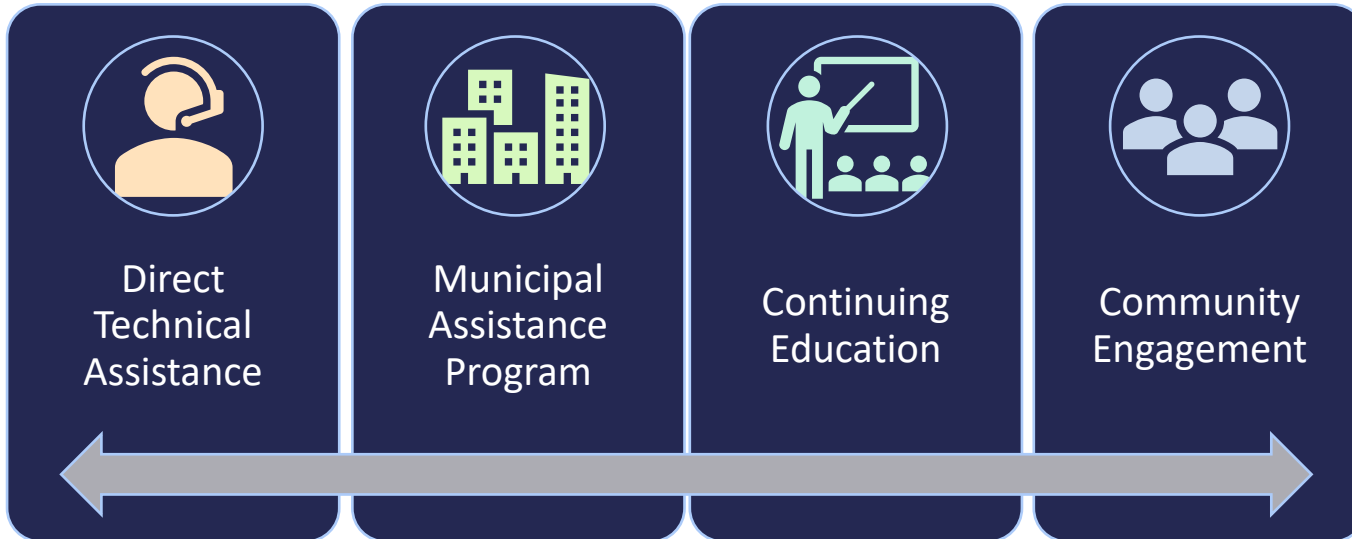 Direct
Technical
Assistance
Municipal
Assistance
Program
Continuing
Education
Community
Engagement